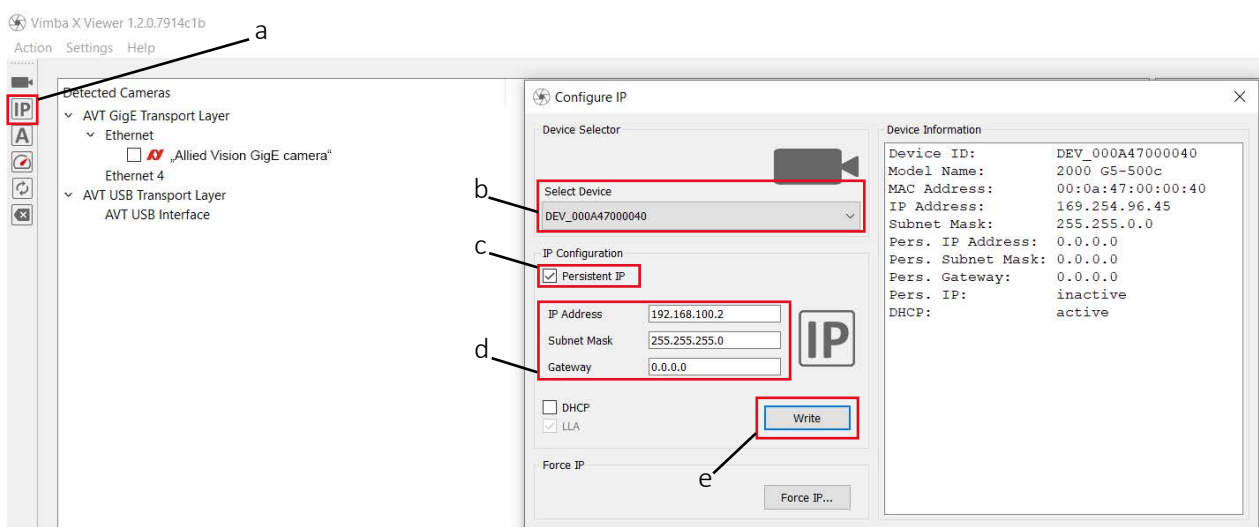 Vimba X Viewer 1.2.0.7914c1b
a
Action Settings Help
Detected Cameras
AVT GigE Transport Layer
Ethernet
„Allied Vision GigE camera“
Ethernet 4
AVT USB Transport Layer
AVT USB Interface
IP
A
Configure IP
Device Selector
b
Select Device
DEV_000A47000040
c
IP Configuration
Persistent IP
d
IP Address 192.168.100.2
Subnet Mask 255.255.255.0
Gateway 0.0.0.0
IP
DHCP
LLA
Write
e
Force IP
Force IP...
Device Information
Device ID: DEV_000A47000040
Model Name: 2000 G5-500c
MAC Address: 00:0a:47:00:00:40
IP Address: 169.254.96.45
Subnet Mask: 255.255.0.0
Pers. IP Address: 0.0.0.0
Pers. Subnet Mask: 0.0.0.0
Pers. Gateway: 0.0.0.0
Pers. IP: inactive
DHCP: active